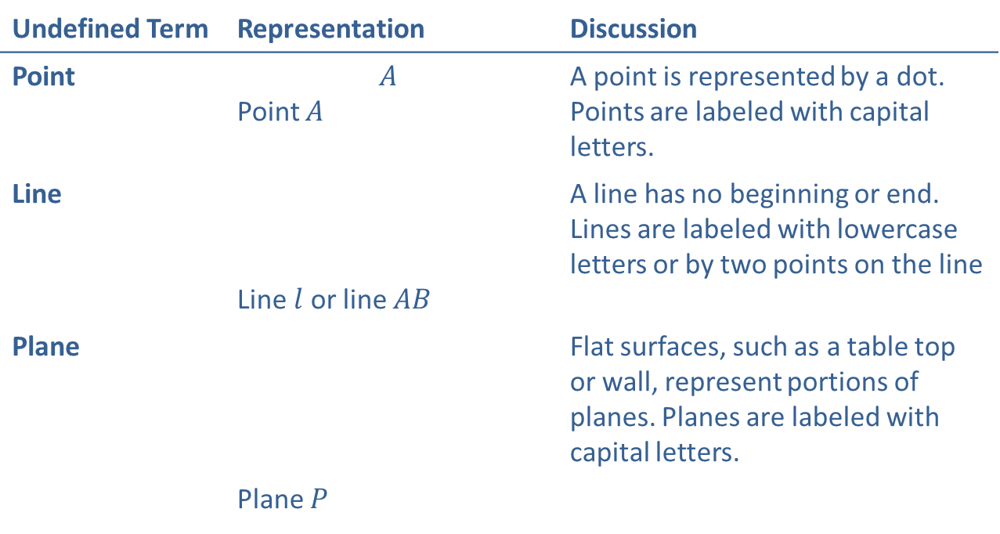 Undefined Term Representation Discussion
Point A A point is represented by a dot.
Point A Points are labeled with capital
letters.
Line A line has no beginning or end.
Lines are labeled with lowercase
letters or by two points on the line
Line l or line AB
Plane Flat surfaces, such as a table top
or wall, represent portions of
planes. Planes are labeled with
capital letters.
Plane P